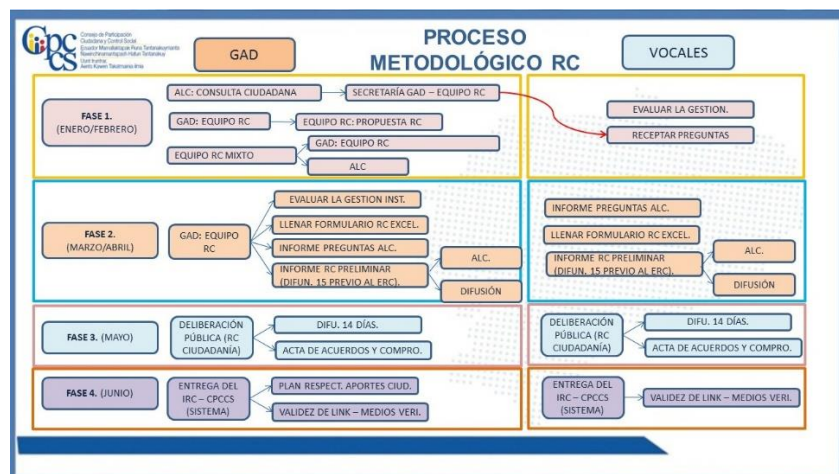 Consejo de Participación
Ciudadana y Control Social
CPCCS
GAD
PROCESO
METODOLÓGICO RC
VOCALES
FASE 1.
(ENERO/FEBRERO)
ALC: CONSULTA CIUDADANA
SECRETARÍA GAD – EQUIPO RC
GAD: EQUIPO RC
EQUIPO RC: PROPUESTA RC
EQUIPO RC MIXTO
GAD: EQUIPO RC
ALC
EVALUAR LA GESTION.
RECEPTAR PREGUNTAS
FASE 2.
(MARZO/ABRIL)
GAD: EQUIPO
RC
EVALUAR LA GESTION INST.
LLENAR FORMULARIO RC EXCEL.
INFORME PREGUNTAS ALC.
INFORME RC PRELIMINAR
(DIFUN. 15 PREVIO AL ERC).
ALC.
DIFUSIÓN
INFORME PREGUNTAS ALC.
LLENAR FORMULARIO RC EXCEL.
INFORME RC PRELIMINAR
(DIFUN. 15 PREVIO AL ERC).
ALC.
DIFUSIÓN
FASE 3. (MAYO)
DELIBERACIÓN
PÚBLICA (RC
CIUDADANÍA)
DIFU. 14 DÍAS.
ACTA DE ACUERDOS Y COMPRO.
DELIBERACIÓN
PÚBLICA (RC
CIUDADANÍA)
DIFU. 14 DÍAS.
ACTA DE ACUERDOS Y COMPRO.
FASE 4. (JUNIO)
ENTREGA DEL
IRC – CPCCS
(SISTEMA)
PLAN RESPECT. APORTES CIUD.
VALIDEZ DE LINK – MEDIOS VERI.
ENTREGA DEL
IRC – CPCCS
(SISTEMA)
VALIDEZ DE LINK – MEDIOS VERI.